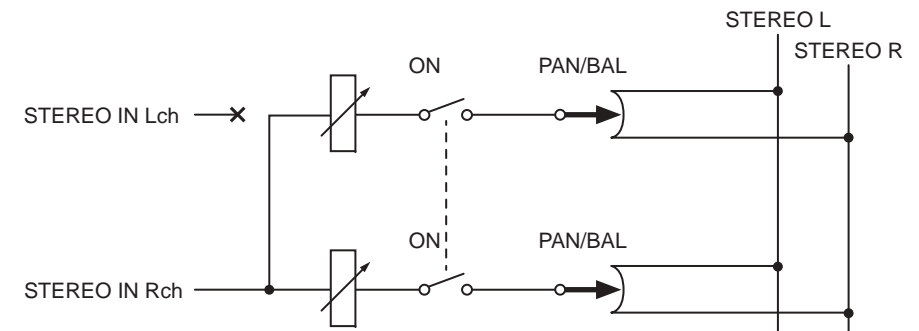 STEREO L
STEREO R
ON
PAN/BAL
STEREO IN Lch
ON
PAN/BAL
STEREO IN Rch